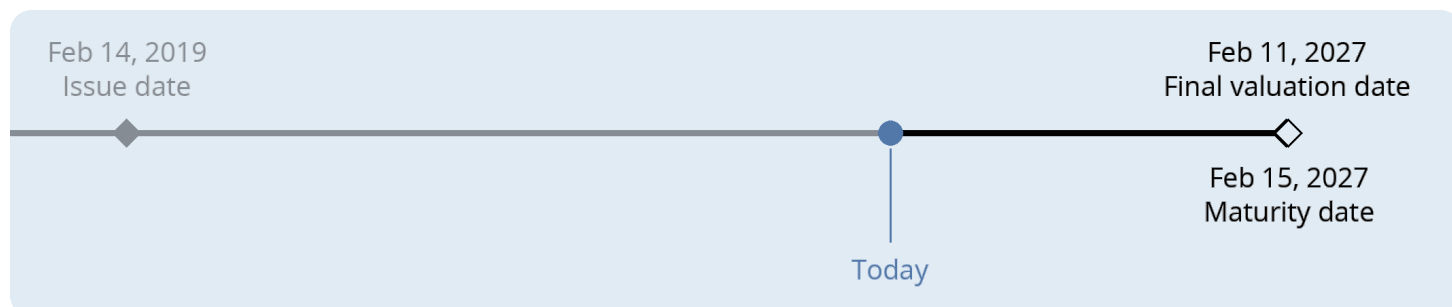 Feb 14, 2019
Issue date
Feb 11, 2027
Final valuation date
Feb 15, 2027
Maturity date
Today